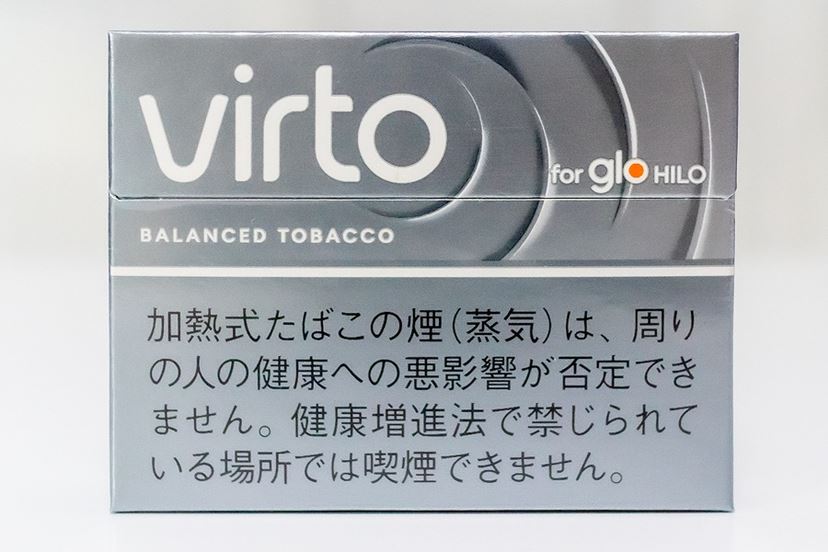 virto
for glo HILO
BALANCED TOBACCO
加熱式たばこの煙(蒸気)は、周り
の人の健康への悪影響が否定でき
ません。健康増進法で禁じられて
いる場所では喫煙できません。